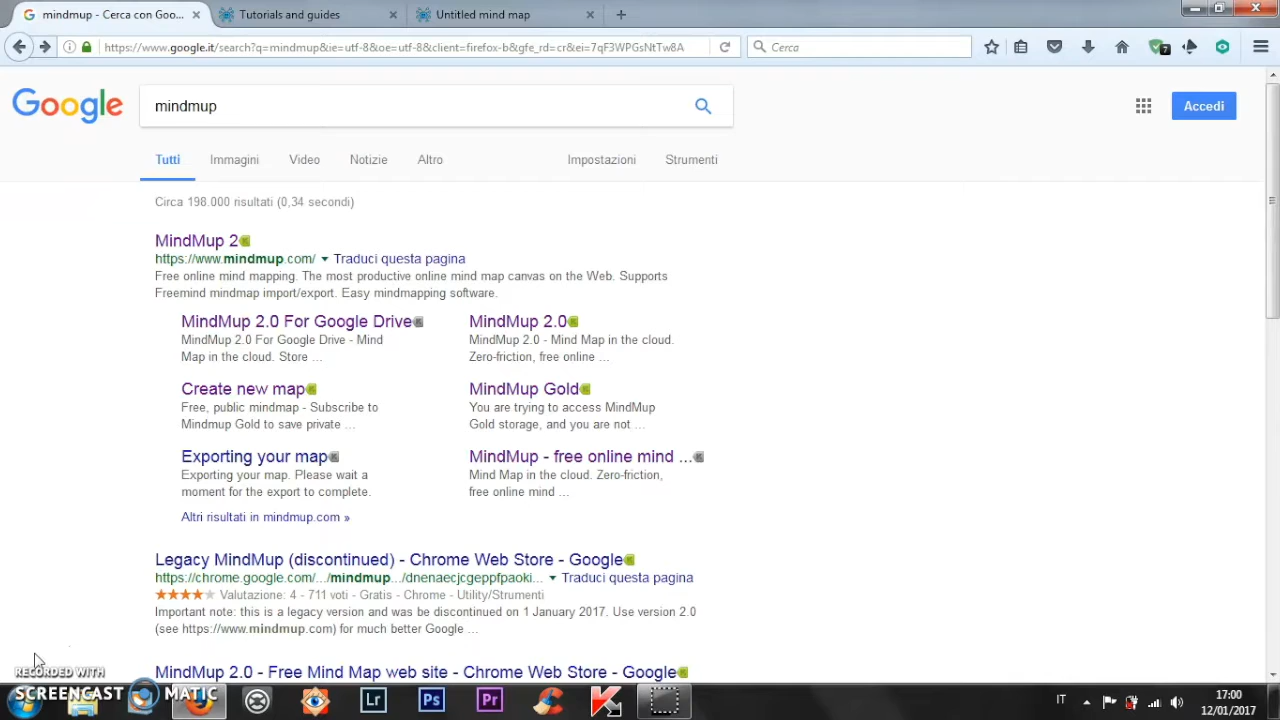 mindmup - Cerca con Goo...
Tutorials and guides
Untitled mind map
https://www.google.it/search?q=mindmup&ie=utf-8&oe=utf-8&client=firefox-b&gfe_rd=cr&ei=7qF3WPGsNtTw8A
Cerca
7
Google
mindmup
Accedi
Tutti
Immagini
Video
Notizie
Altro
Impostazioni
Strumenti
Circa 198.000 risultati (0,34 secondi)
MindMup 2
https://www.mindmup.com/ Traduci questa pagina
Free online mind mapping. The most productive online mind map canvas on the Web. Supports
Freemind mindmap import/export. Easy mindmapping software.
MindMup 2.0 For Google Drive
MindMup 2.0 For Google Drive - Mind
Map in the cloud. Store ...
MindMup 2.0
MindMup 2.0 - Mind Map in the cloud.
Zero-friction, free online ...
Create new map
Free, public mindmap - Subscribe to
Mindmup Gold to save private ...
MindMup Gold
You are trying to access MindMup
Gold storage, and you are not ...
Exporting your map
Exporting your map. Please wait a
moment for the export to complete.
MindMup - free online mind ...
Mind Map in the cloud. Zero-friction,
free online mind ...
Altri risultati in mindmup.com »
Legacy MindMup (discontinued) - Chrome Web Store - Google
https://chrome.google.com/.../mindmup.../dnenaecjcgeppfpaoki... Traduci questa pagina
Valutazione: 4 - 711 voti - Gratis - Chrome - Utility/Strumenti
Important note: this is a legacy version and was be discontinued on 1 January 2017. Use version 2.0
(see https://www.mindmup.com) for much better Google ...
MindMup 2.0 - Free Mind Map web site - Chrome Web Store - Google
RECORDED WITH
SCREENCAST MATIC
Lr
Ps
Pr
IT
17:00
12/01/2017